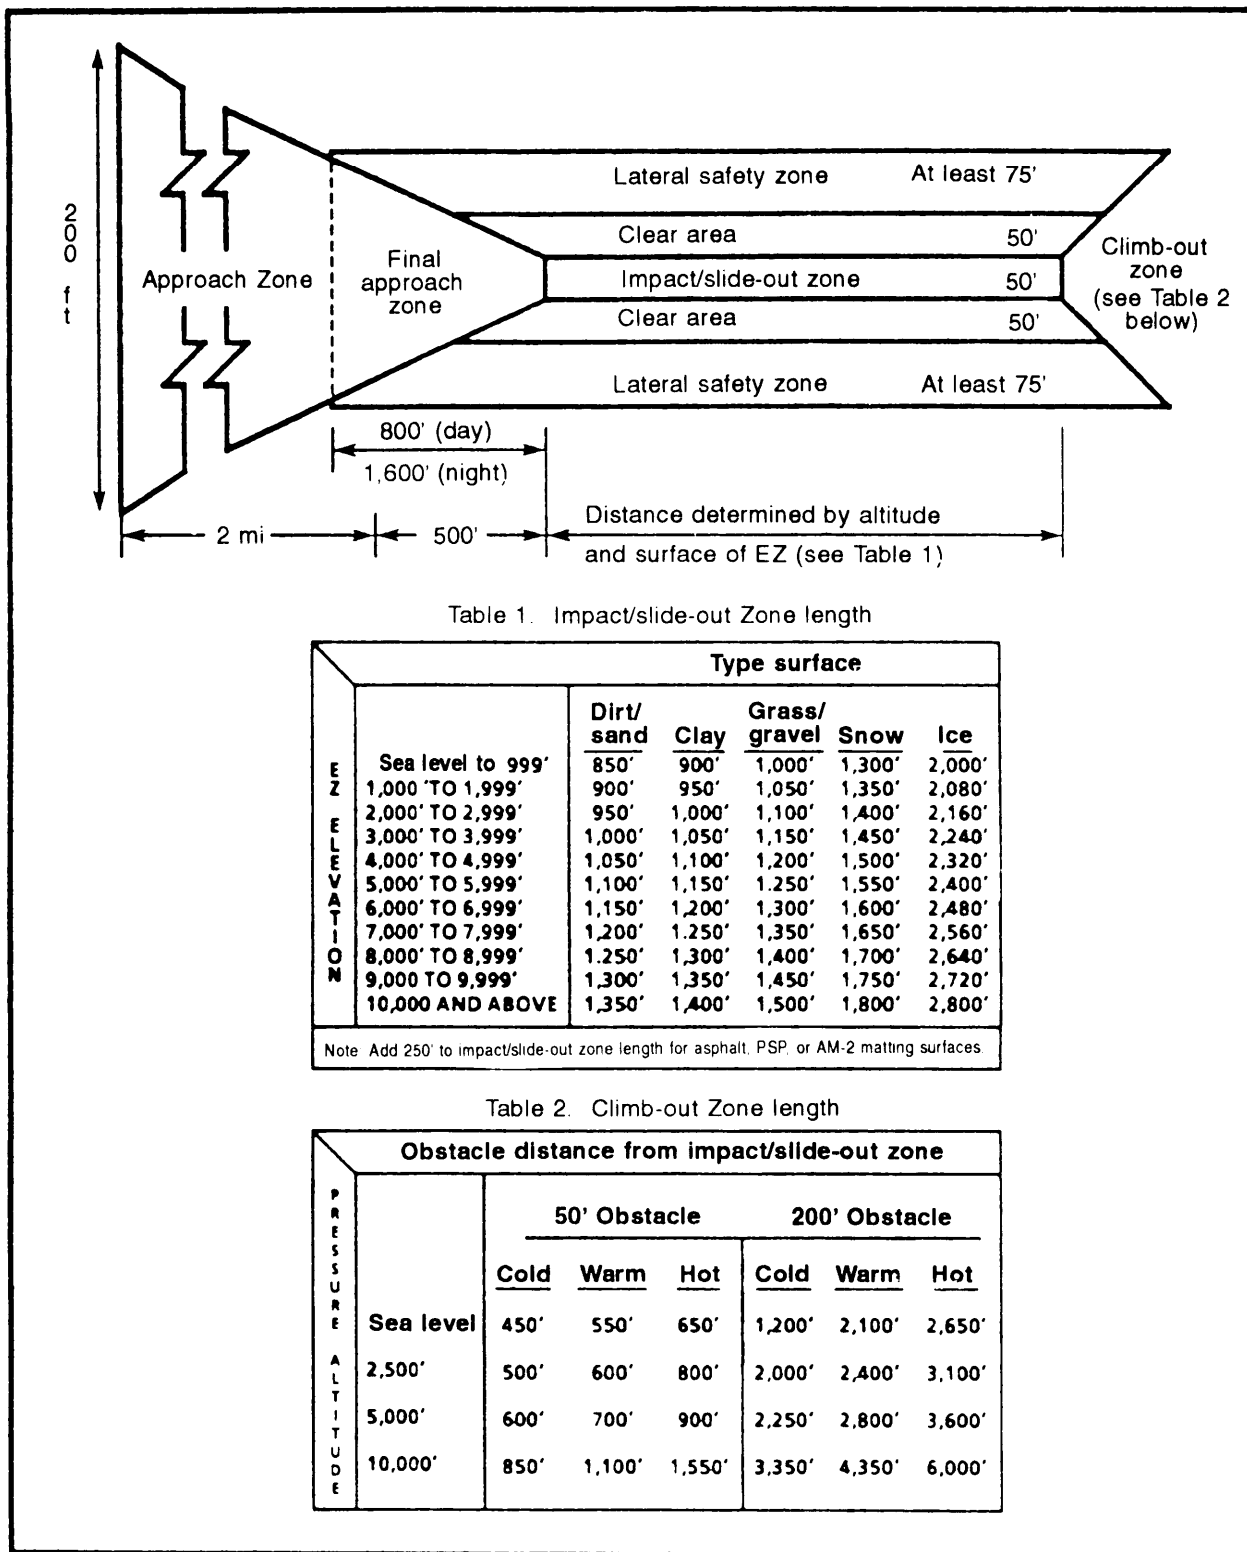 200 ft
Approach Zone
Final
approach
zone
Lateral safety zone At least 75'
Clear area 50'
Impact/slide-out zone 50'
Clear area 50'
Lateral safety zone At least 75'
Climb-out
zone
(see Table 2
below)
800' (day)
1,600' (night)
2 mi
500'
Distance determined by altitude
and surface of EZ (see Table 1)
Table 1. Impact/slide-out Zone length
Type surface
EZ ELEVATION
Dirt/ Grass/
sand Clay gravel Snow Ice
Sea level to 999' 850' 900' 1,000' 1,300' 2,000'
1,000 'TO 1,999' 900' 950' 1,050' 1,350' 2,080'
2,000' TO 2,999' 950' 1,000' 1,100' 1,400' 2,160'
3,000' TO 3,999' 1,000' 1,050' 1,150' 1,450' 2,240'
4,000' TO 4,999' 1,050' 1,100' 1,200' 1,500' 2,320'
5,000' TO 5,999' 1,100' 1,150' 1.250' 1,550' 2,400'
6,000' TO 6,999' 1,150' 1,200' 1,300' 1,600' 2,480'
7,000' TO 7,999' 1,200' 1.250' 1,350' 1,650' 2,560'
8,000' TO 8,999' 1.250' 1,300' 1,400' 1,700' 2,640'
9,000 TO 9,999' 1,300' 1,350' 1,450' 1,750' 2,720'
10,000 AND ABOVE 1,350' 1,400' 1,500' 1,800' 2,800'
Note: Add 250' to impact/slide-out zone length for asphalt, PSP, or AM-2 matting surfaces.
Table 2. Climb-out Zone length
Obstacle distance from impact/slide-out zone
PRESSURE ALTITUDE
50' Obstacle 200' Obstacle
Cold Warm Hot Cold Warm Hot
Sea level 450' 550' 650' 1,200' 2,100' 2,650'
2,500' 500' 600' 800' 2,000' 2,400' 3,100'
5,000' 600' 700' 900' 2,250' 2,800' 3,600'
10,000' 850' 1,100' 1,550' 3,350' 4,350' 6,000'